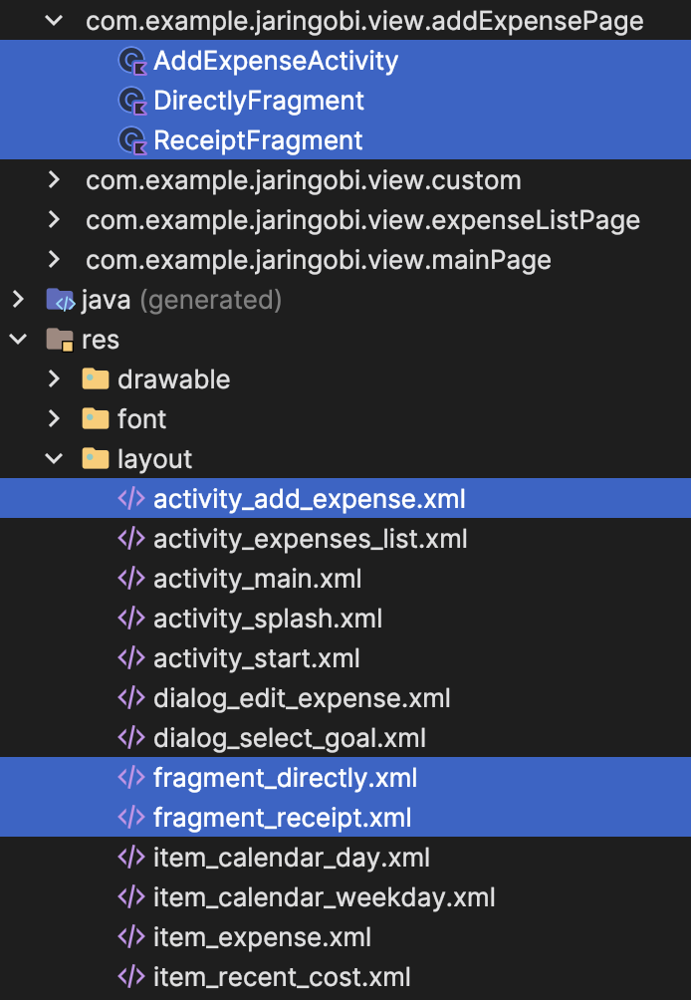 com.example.jaringobi.view.addExpensePage
AddExpenseActivity
DirectlyFragment
ReceiptFragment
com.example.jaringobi.view.custom
com.example.jaringobi.view.expenseListPage
com.example.jaringobi.view.mainPage
java (generated)
res
drawable
font
layout
activity_add_expense.xml
activity_expenses_list.xml
activity_main.xml
activity_splash.xml
activity_start.xml
dialog_edit_expense.xml
dialog_select_goal.xml
fragment_directly.xml
fragment_receipt.xml
item_calendar_day.xml
item_calendar_weekday.xml
item_expense.xml
item_recent_cost.xml